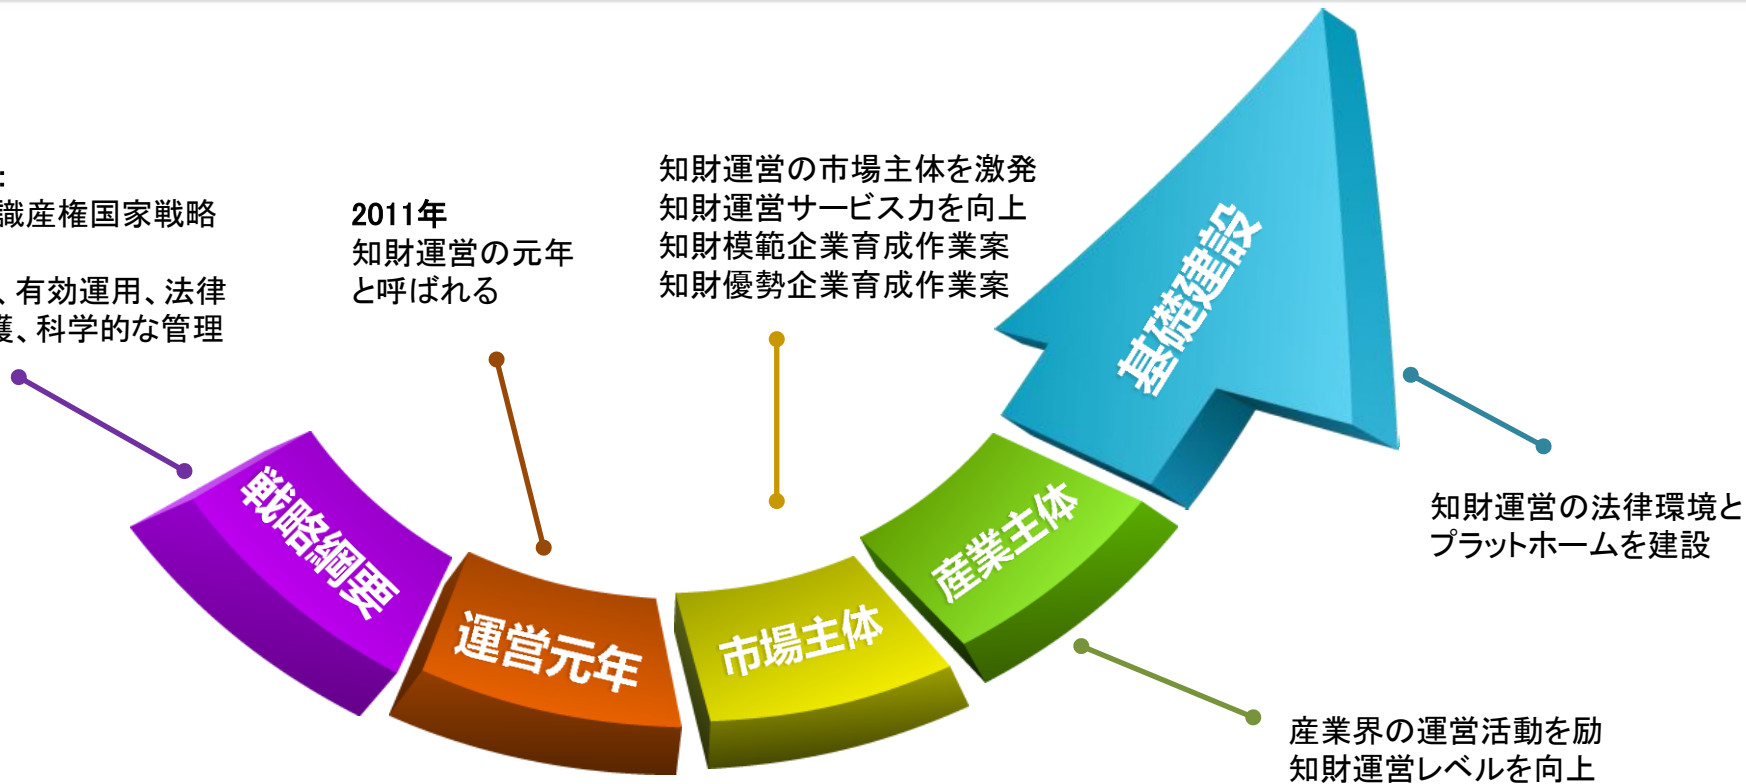 識産権国家戦略
、有効運用、法律
護、科学的な管理
2011年
知財運営の元年
と呼ばれる
知財運営の市場主体を激発
知財運営サービス力を向上
知財模範企業育成作業案
知財優勢企業育成作業案
戦略綱要
運営元年
市場主体
産業主体
基礎建設
知財運営の法律環境と
プラットホームを建設
産業界の運営活動を励
知財運営レベルを向上